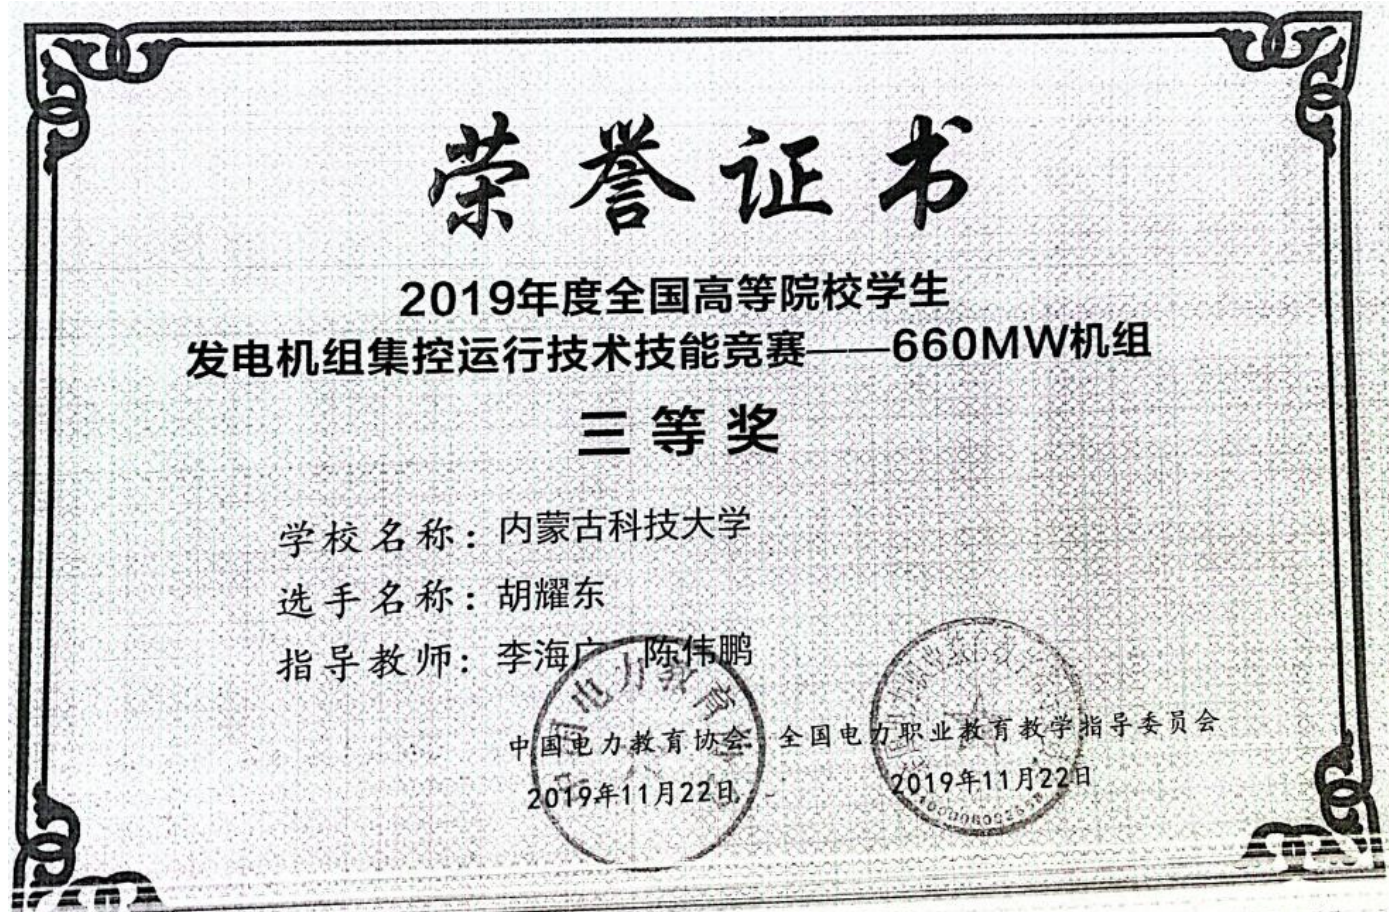 荣誉证书
2019年度全国高等院校学生
发电机组集控运行技术技能竞赛——660MW机组
三等奖
学校名称：内蒙古科技大学
选手名称：胡耀东
指导教师：李海广 陈伟鹏
中国电力教育协会 全国电力职业教育教学指导委员会
2019年11月22日 2019年11月22日